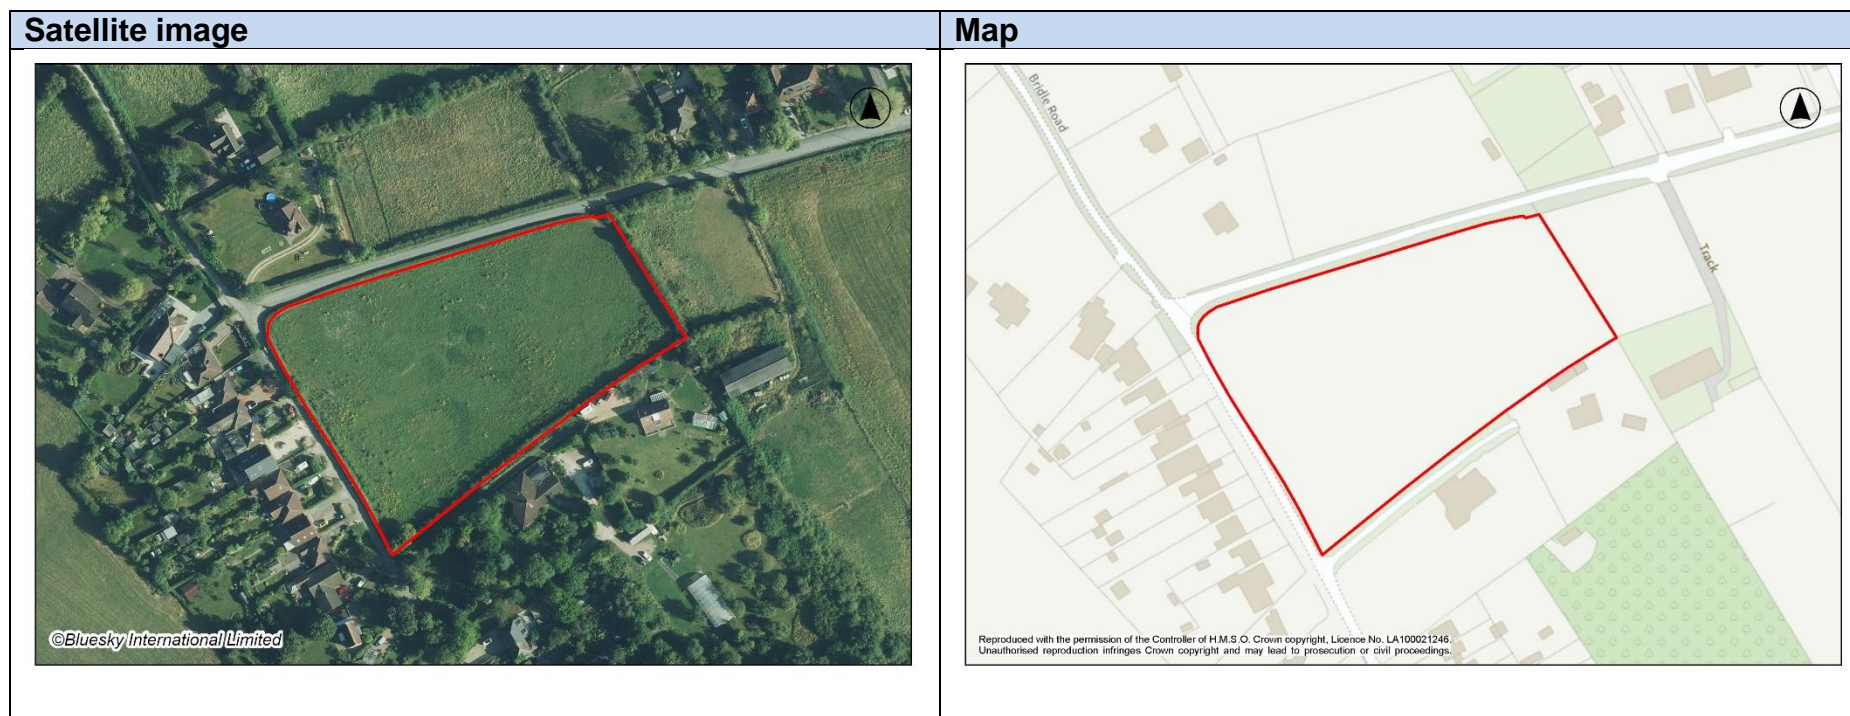 Satellite image
Map
©Bluesky International Limited
Bridle Road
Track
Reproduced with the permission of the Controller of H.M.S.O. Crown copyright, Licence No. LA100021246.
Unauthorised reproduction infringes Crown copyright and may lead to prosecution or civil proceedings.